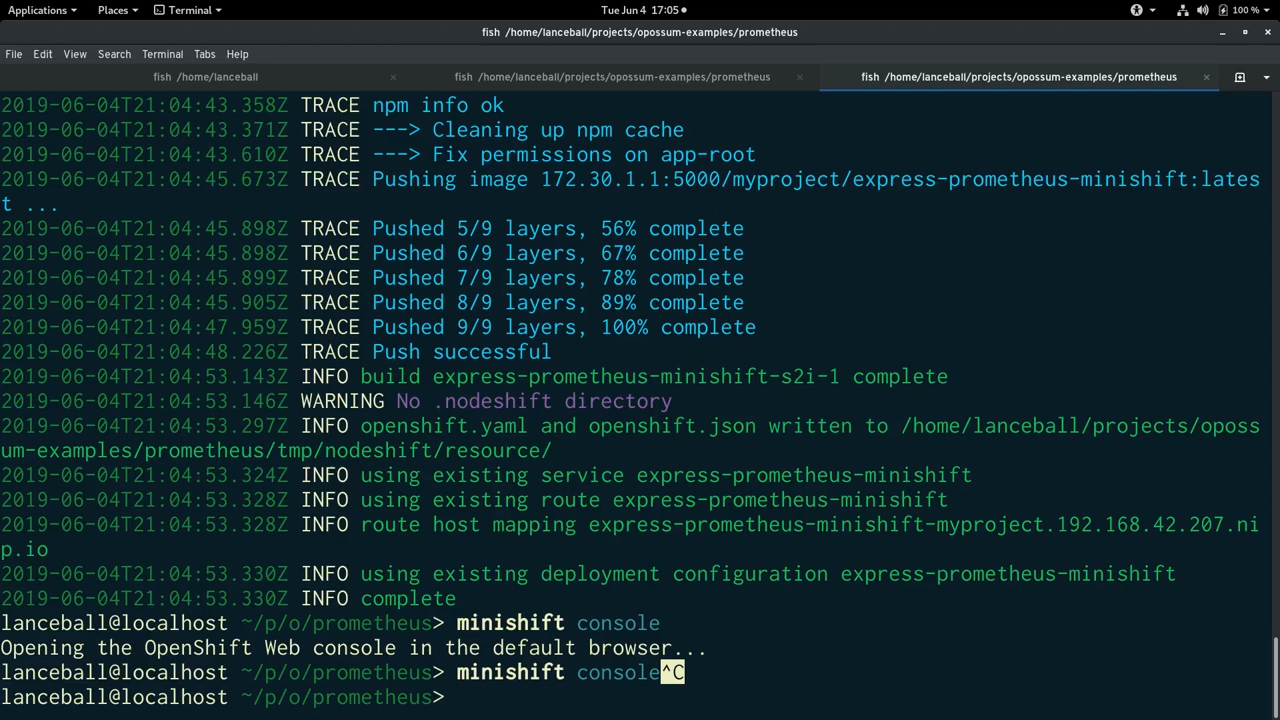 Applications Places Terminal Tue Jun 4 17:05 100 %
fish /home/lanceball/projects/opossum-examples/prometheus
File Edit View Search Terminal Tabs Help
fish /home/lanceball fish /home/lanceball/projects/opossum-examples/prometheus fish /home/lanceball/projects/opossum-examples/prometheus
2019-06-04T21:04:43.358Z TRACE npm info ok
2019-06-04T21:04:43.371Z TRACE ---> Cleaning up npm cache
2019-06-04T21:04:43.610Z TRACE ---> Fix permissions on app-root
2019-06-04T21:04:45.673Z TRACE Pushing image 172.30.1.1:5000/myproject/express-prometheus-minishift:lates
t ...
2019-06-04T21:04:45.898Z TRACE Pushed 5/9 layers, 56% complete
2019-06-04T21:04:45.898Z TRACE Pushed 6/9 layers, 67% complete
2019-06-04T21:04:45.899Z TRACE Pushed 7/9 layers, 78% complete
2019-06-04T21:04:45.905Z TRACE Pushed 8/9 layers, 89% complete
2019-06-04T21:04:47.959Z TRACE Pushed 9/9 layers, 100% complete
2019-06-04T21:04:48.226Z TRACE Push successful
2019-06-04T21:04:53.143Z INFO build express-prometheus-minishift-s2i-1 complete
2019-06-04T21:04:53.146Z WARNING No .nodeshift directory
2019-06-04T21:04:53.297Z INFO openshift.yaml and openshift.json written to /home/lanceball/projects/oposs
um-examples/prometheus/tmp/nodeshift/resource/
2019-06-04T21:04:53.324Z INFO using existing service express-prometheus-minishift
2019-06-04T21:04:53.328Z INFO using existing route express-prometheus-minishift
2019-06-04T21:04:53.328Z INFO route host mapping express-prometheus-minishift-myproject.192.168.42.207.ni
p.io
2019-06-04T21:04:53.330Z INFO using existing deployment configuration express-prometheus-minishift
2019-06-04T21:04:53.330Z INFO complete
lanceball@localhost ~/p/o/prometheus> minishift console
Opening the OpenShift Web console in the default browser...
lanceball@localhost ~/p/o/prometheus> minishift console^C
lanceball@localhost ~/p/o/prometheus>